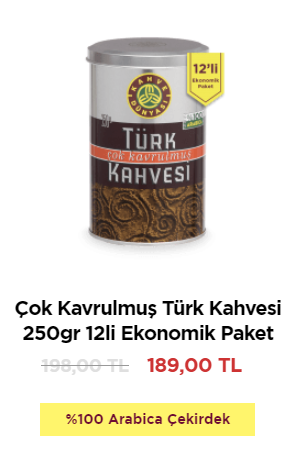 12'li
Ekonomik
Paket
KAHVE DÜNYASI
TÜRK
çok kavrulmuş
KAHVESİ
Çok Kavrulmuş Türk Kahvesi
250gr 12li Ekonomik Paket
198,00 TL 189,00 TL
%100 Arabica Çekirdek